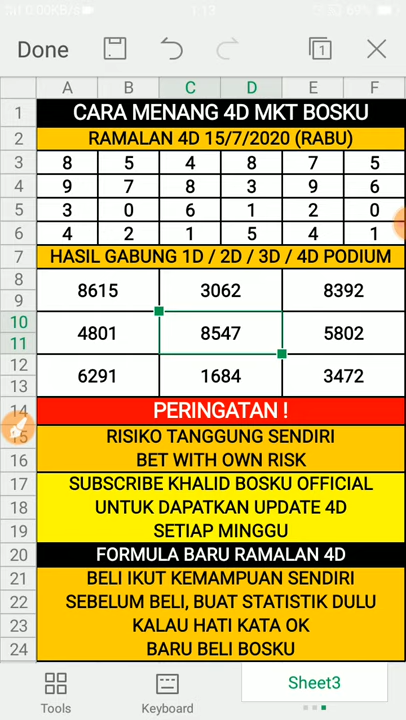 1:13
69%
Done
1
A B C D E F
1 CARA MENANG 4D MKT BOSKU
2 RAMALAN 4D 15/7/2020 (RABU)
3 8 5 4 8 7 5
4 9 7 8 3 9 6
5 3 0 6 1 2 0
6 4 2 1 5 4 1
7 HASIL GABUNG 1D / 2D / 3D / 4D PODIUM
8
9
8615 3062 8392
10
11
4801 8547 5802
12
13
6291 1684 3472
14 PERINGATAN !
15 RISIKO TANGGUNG SENDIRI
16 BET WITH OWN RISK
17 SUBSCRIBE KHALID BOSKU OFFICIAL
18 UNTUK DAPATKAN UPDATE 4D
19 SETIAP MINGGU
20 FORMULA BARU RAMALAN 4D
21 BELI IKUT KEMAMPUAN SENDIRI
22 SEBELUM BELI, BUAT STATISTIK DULU
23 KALAU HATI KATA OK
24 BARU BELI BOSKU
Tools Keyboard Sheet3